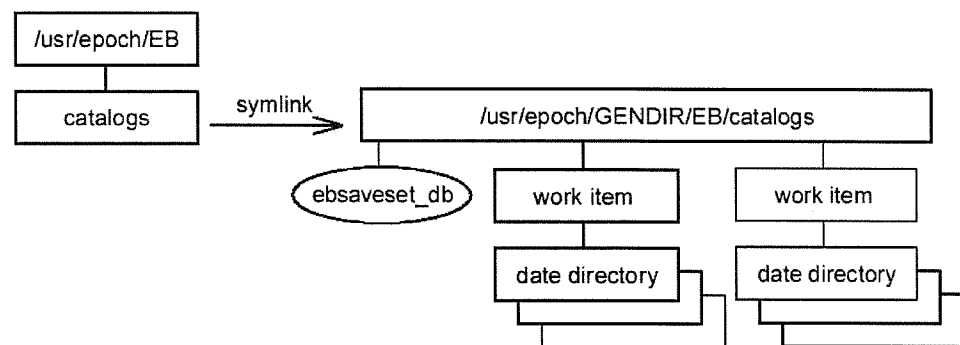 /usr/epoch/EB
catalogs
symlink
/usr/epoch/GENDIR/EB/catalogs
ebsaveset_db
work item
work item
date directory
date directory